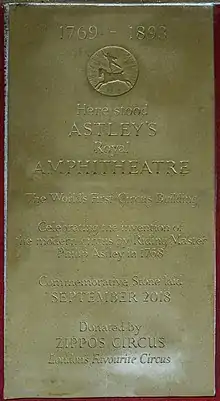 1769 - 1893
Here stood
ASTLEY'S
Royal
AMPHITHEATRE
The World's First Circus Building
Celebrating the invention of
the modern circus by Riding Master
Philip Astley in 1768
Commemorative Stone laid
SEPTEMBER 2018
Donated by
ZIPPOS CIRCUS
London's Favourite Circus